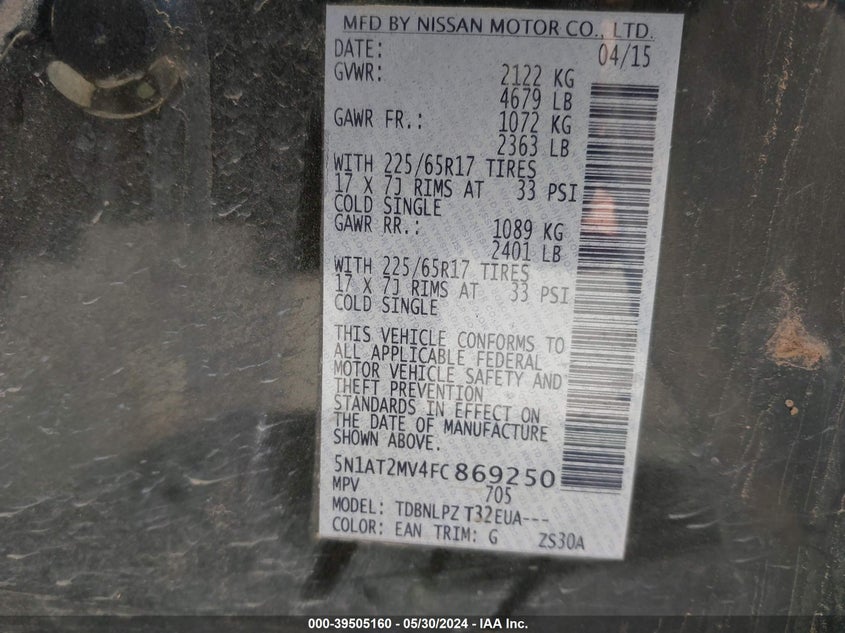 MFD BY NISSAN MOTOR CO., LTD.
DATE: 04/15
GVWR: 2122 KG
4679 LB
GAWR FR.: 1072 KG
2363 LB
WITH 225/65R17 TIRES
17 X 7J RIMS AT 33 PSI
COLD SINGLE
GAWR RR.: 1089 KG
2401 LB
WITH 225/65R17 TIRES
17 X 7J RIMS AT 33 PSI
COLD SINGLE
THIS VEHICLE CONFORMS TO
ALL APPLICABLE FEDERAL
MOTOR VEHICLE SAFETY AND
THEFT PREVENTION
STANDARDS IN EFFECT ON
THE DATE OF MANUFACTURE
SHOWN ABOVE.
5N1AT2MV4FC869250
MPV 705
MODEL: TDBNLPZ T32EUA---
COLOR: EAN TRIM: G ZS30A
000-39505160 - 05/30/2024 - IAA Inc.